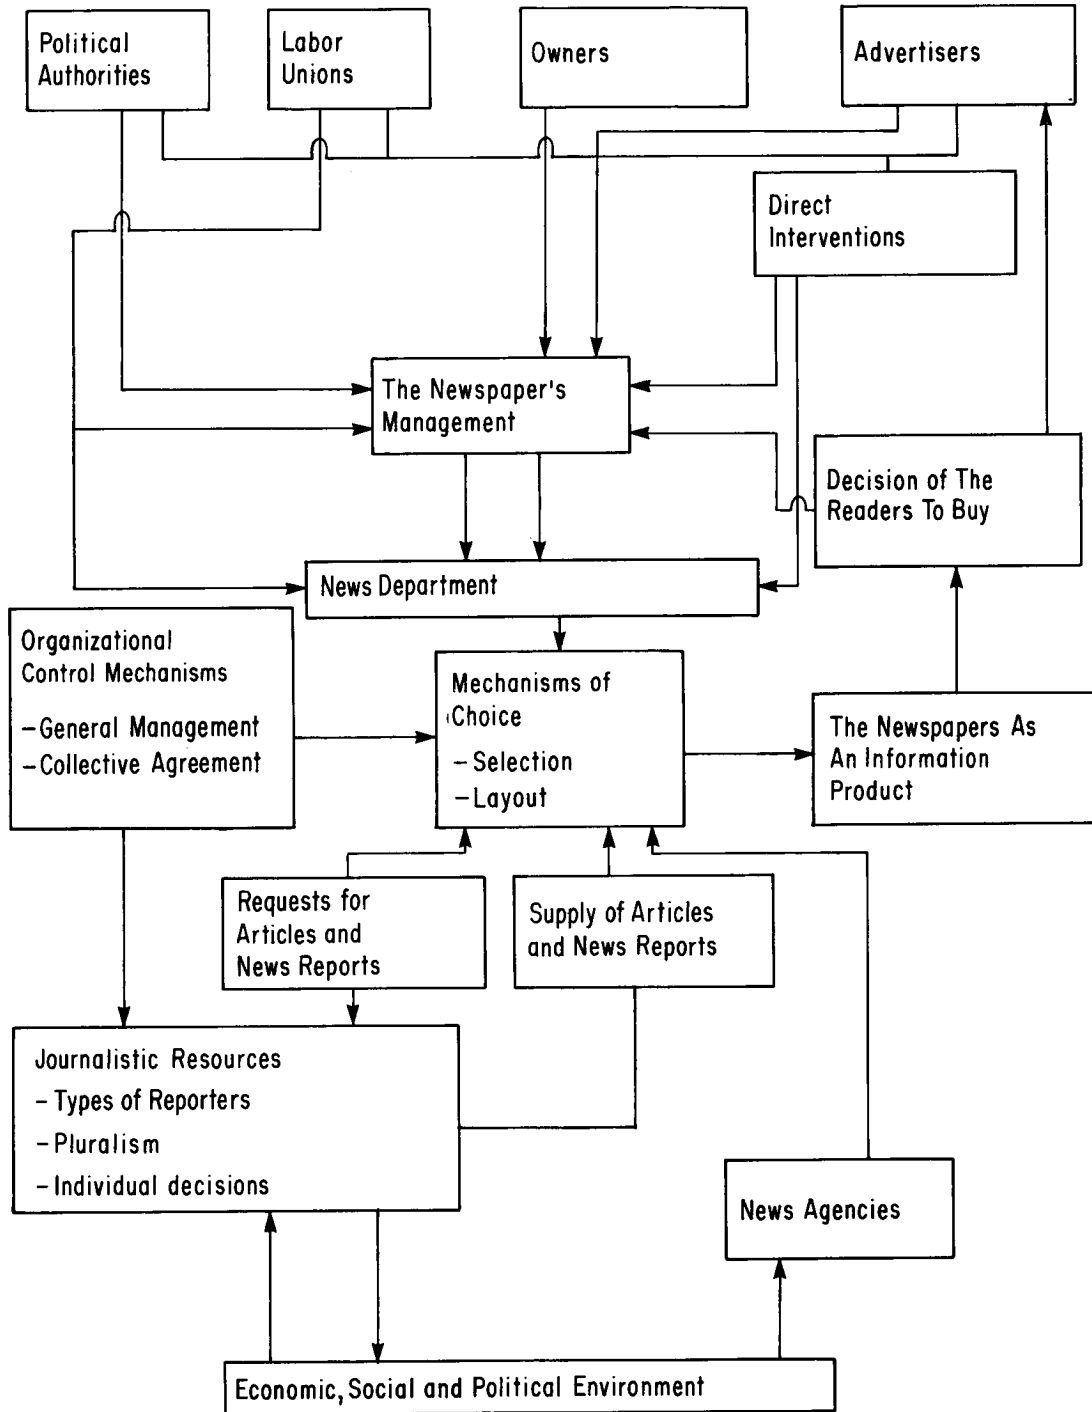 Political
Authorities
Labor
Unions
Owners
Advertisers
Direct
Interventions
The Newspaper's
Management
Decision of The
Readers To Buy
News Department
Organizational
Control Mechanisms
– General Management
– Collective Agreement
Mechanisms of
Choice
– Selection
– Layout
The Newspapers As
An Information
Product
Requests for
Articles and
News Reports
Supply of Articles
and News Reports
Journalistic Resources
– Types of Reporters
– Pluralism
– Individual decisions
News Agencies
Economic, Social and Political Environment